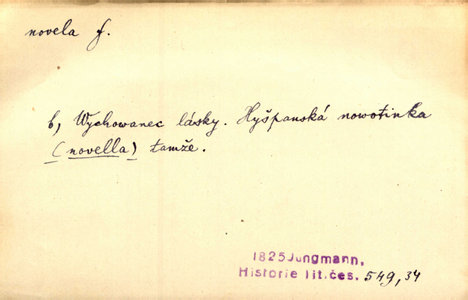 novela f.
b, Wychowanec lásky. Hyšpanská nowotinka
(novella) tamže.
1825 Jungmann,
Historie lit.čes. 549, 34